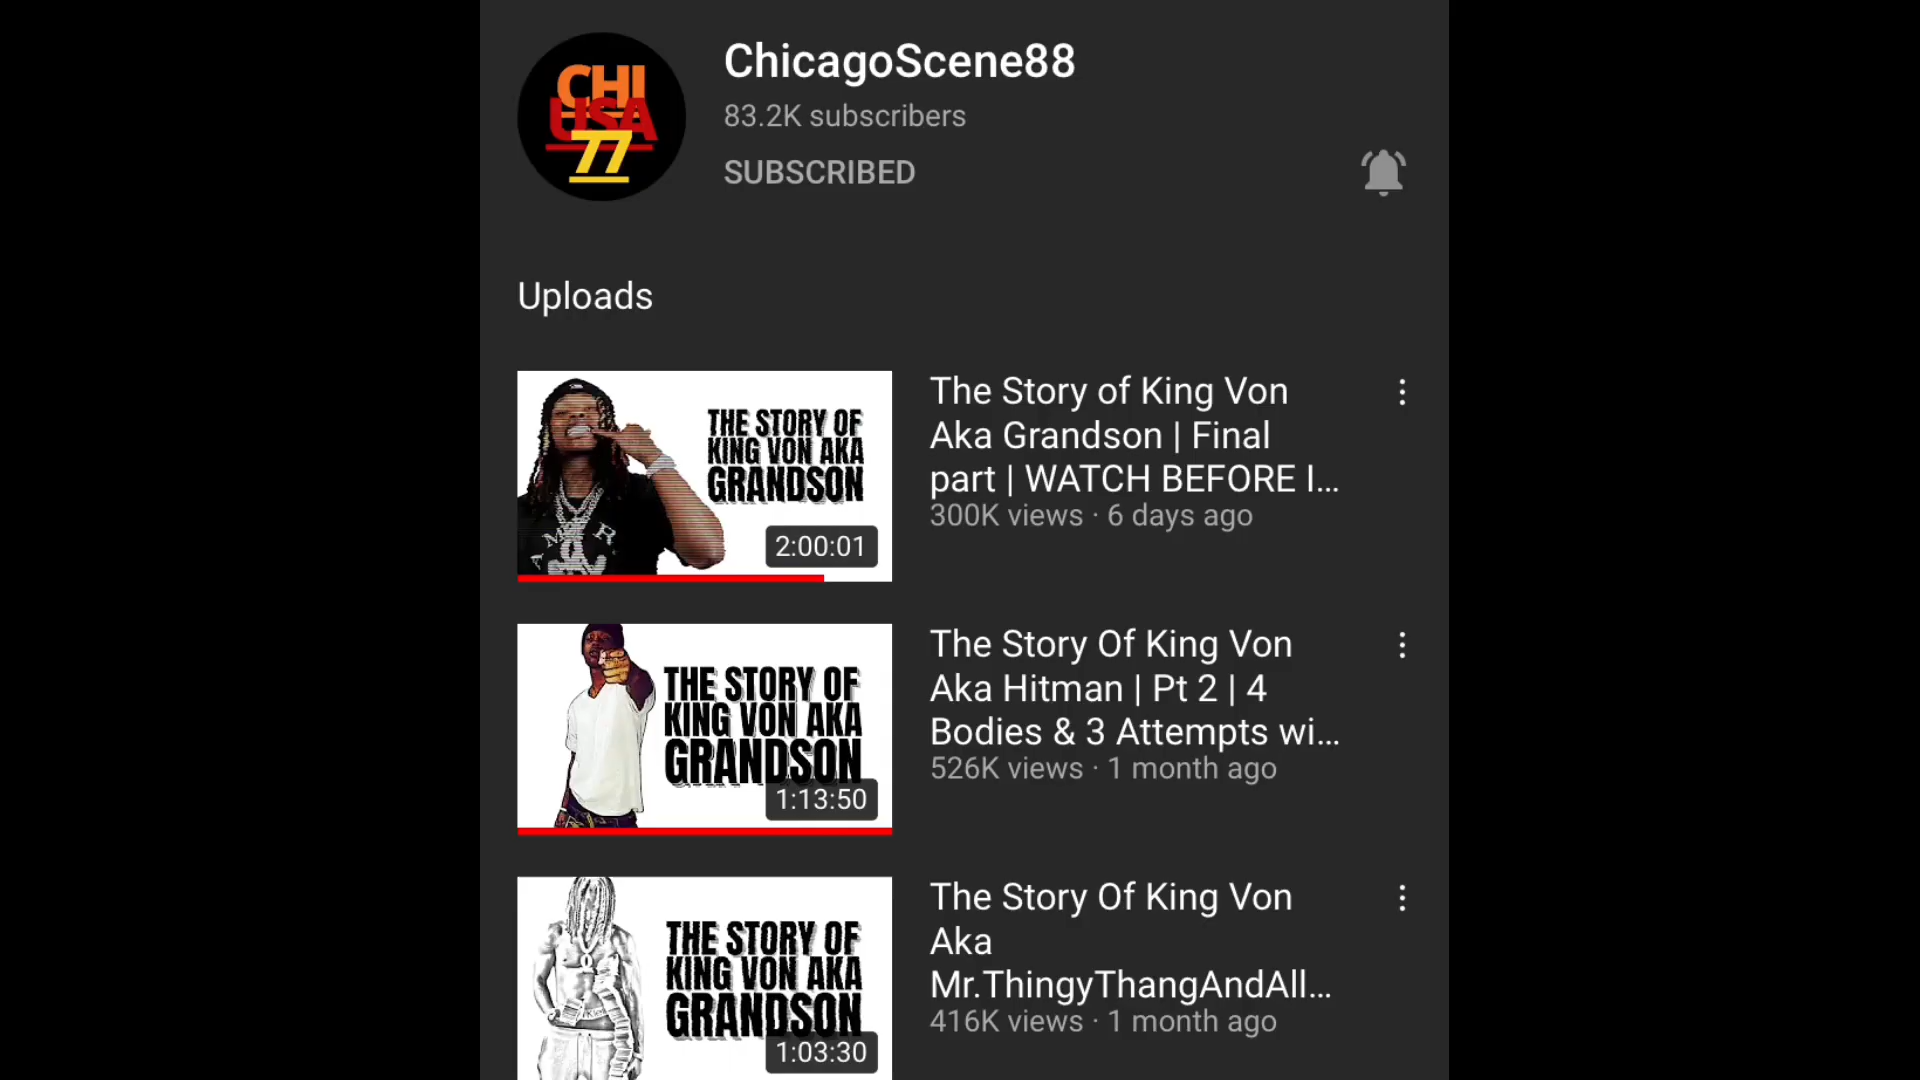 CHI
USA
77
ChicagoScene88
83.2K subscribers
SUBSCRIBED
Uploads
THE STORY OF
KING VON AKA
GRANDSON
2:00:01
The Story of King Von
Aka Grandson | Final
part | WATCH BEFORE I...
300K views · 6 days ago
THE STORY OF
KING VON AKA
GRANDSON
1:13:50
The Story Of King Von
Aka Hitman | Pt 2 | 4
Bodies & 3 Attempts wi...
526K views · 1 month ago
THE STORY OF
KING VON AKA
GRANDSON
1:03:30
The Story Of King Von
Aka
Mr.ThingyThangAndAll...
416K views · 1 month ago